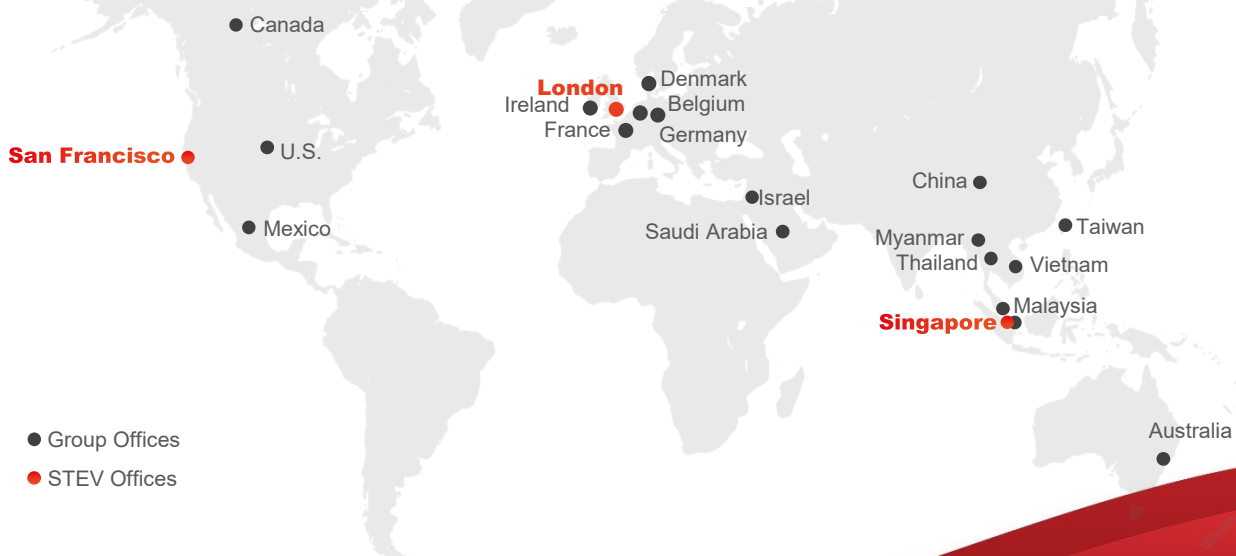 Canada
Denmark
London
Belgium
Ireland
France
Germany
San Francisco
U.S.
China
Israel
Mexico
Saudi Arabia
Taiwan
Myanmar
Thailand
Vietnam
Malaysia
Singapore
Australia
Group Offices
STEV Offices